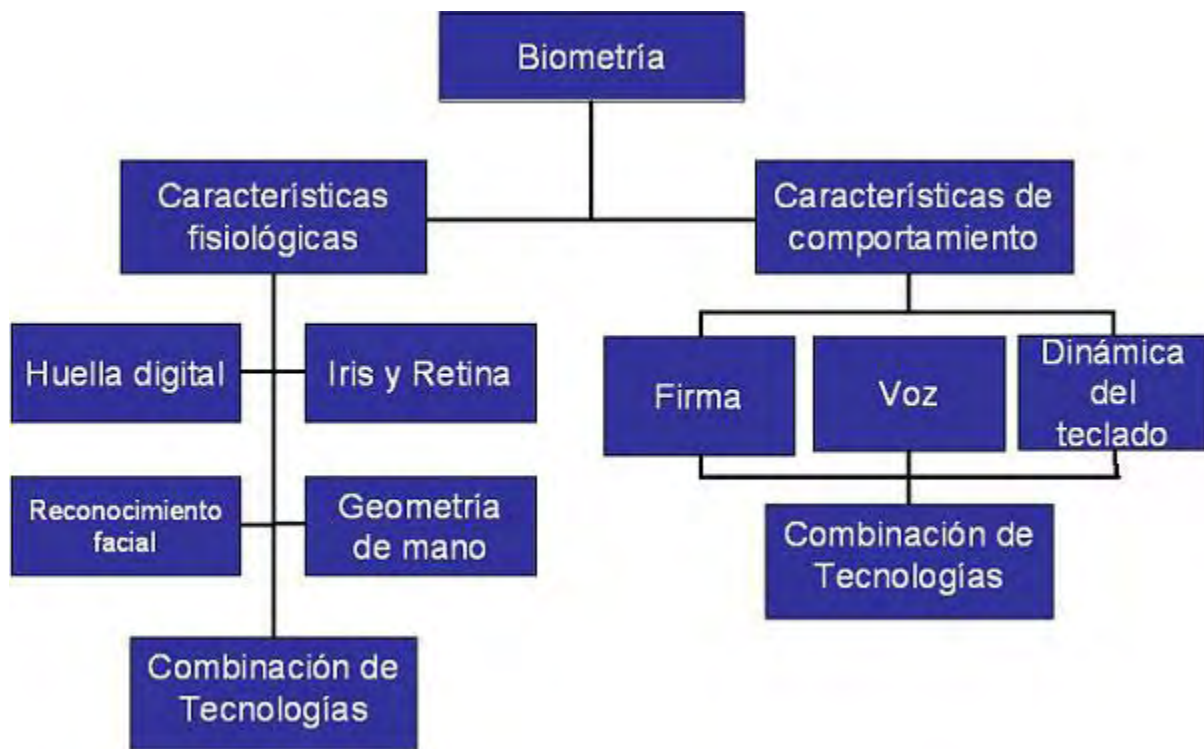 Biometría
Características
fisiológicas
Características de
comportamiento
Huella digital
Iris y Retina
Reconocimiento
facial
Geometría
de mano
Combinación de
Tecnologías
Firma
Voz
Dinámica
del
teclado
Combinación de
Tecnologías